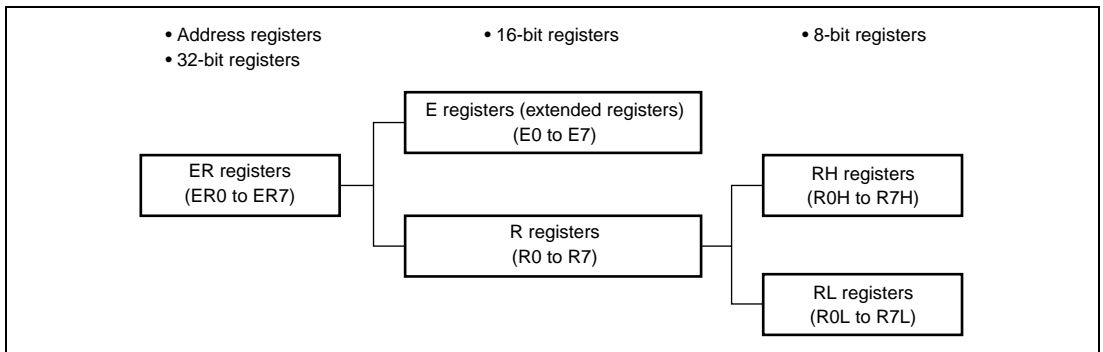 • Address registers
• 32-bit registers
• 16-bit registers
• 8-bit registers
E registers (extended registers)
(E0 to E7)
ER registers
(ER0 to ER7)
RH registers
(R0H to R7H)
R registers
(R0 to R7)
RL registers
(R0L to R7L)